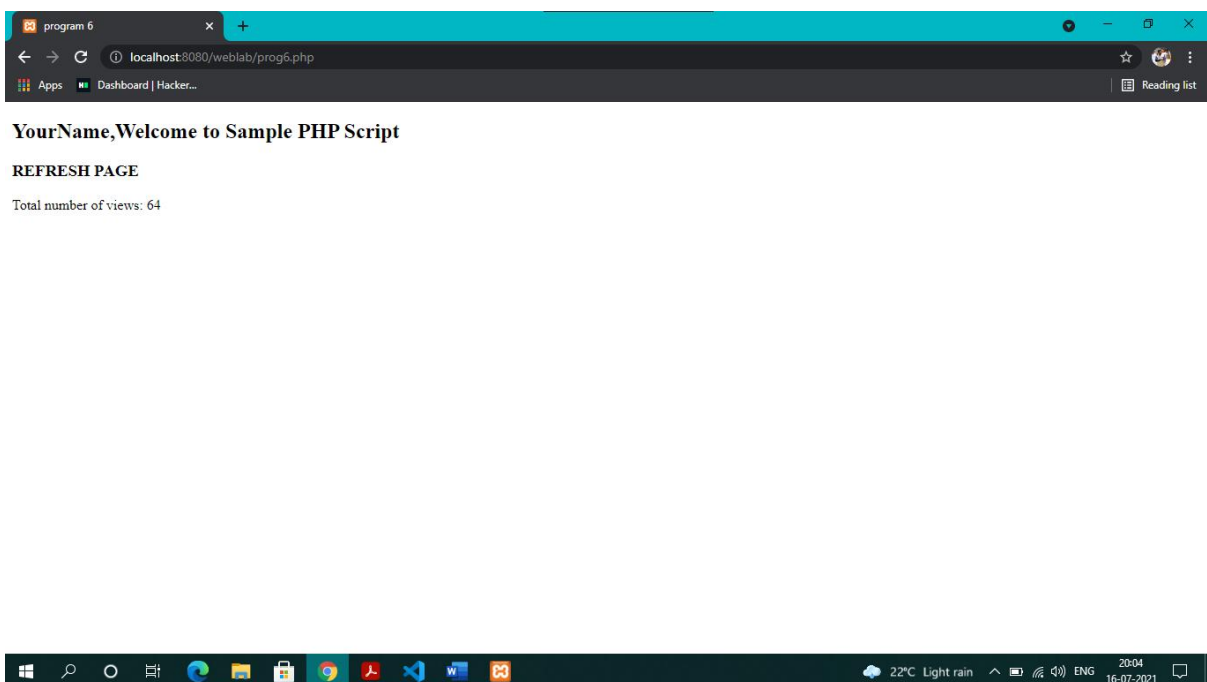 program 6
localhost:8080/weblab/prog6.php
Apps Dashboard | Hacker... Reading list
YourName,Welcome to Sample PHP Script
REFRESH PAGE
Total number of views: 64
22°C Light rain ENG 20:04
16-07-2021